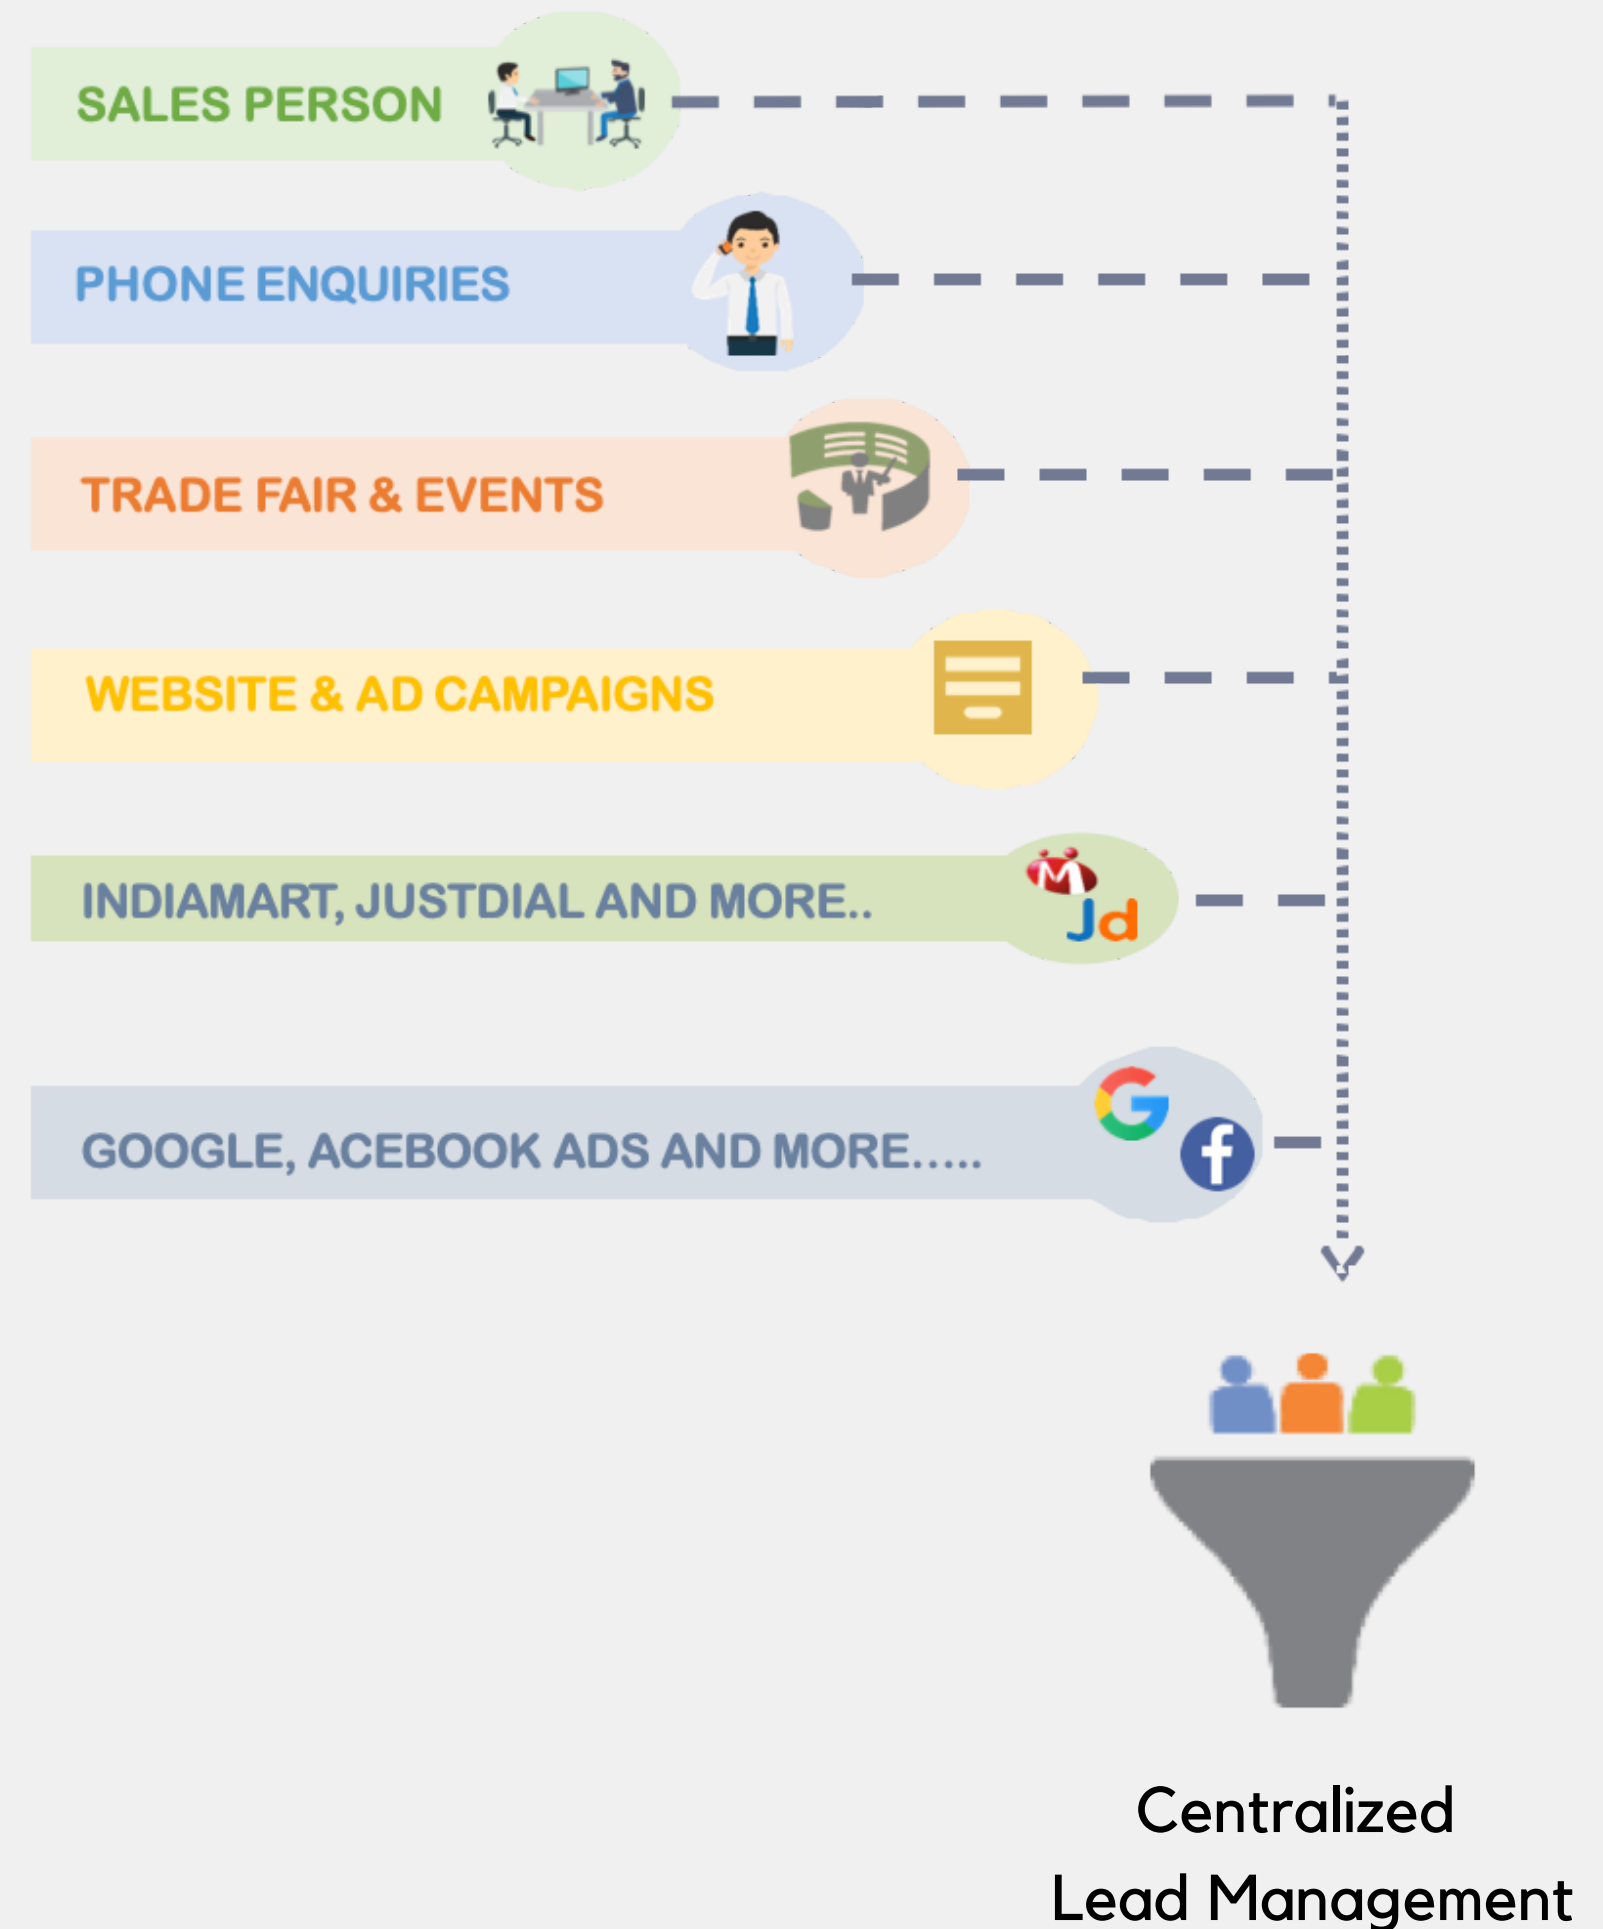 SALES PERSON
PHONE ENQUIRIES
TRADE FAIR & EVENTS
WEBSITE & AD CAMPAIGNS
INDIAMART, JUSTDIAL AND MORE..
M
Jd
GOOGLE, ACEBOOK ADS AND MORE.....
G
f
Centralized
Lead Management